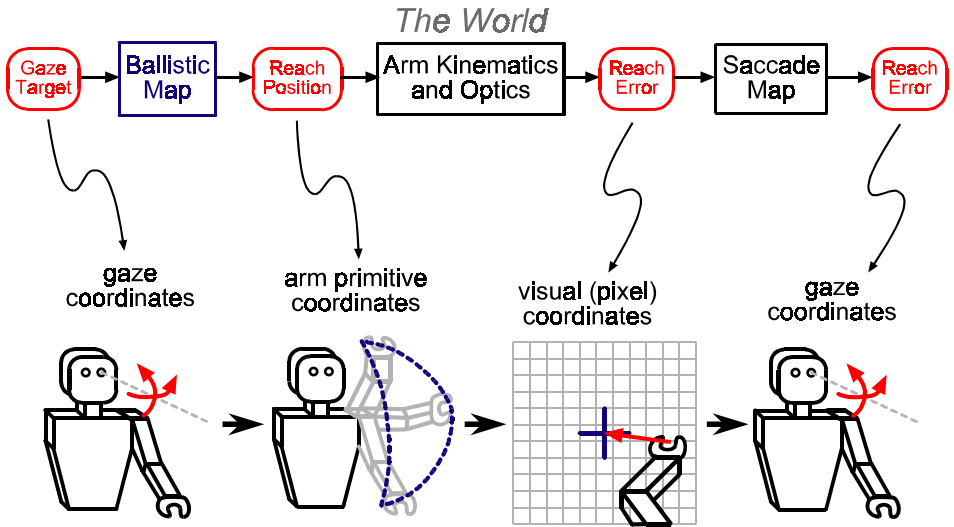 The World
Gaze
Target
Ballistic
Map
Reach
Position
Arm Kinematics
and Optics
Reach
Error
Saccade
Map
Reach
Error
gaze
coordinates
arm primitive
coordinates
visual (pixel)
coordinates
gaze
coordinates